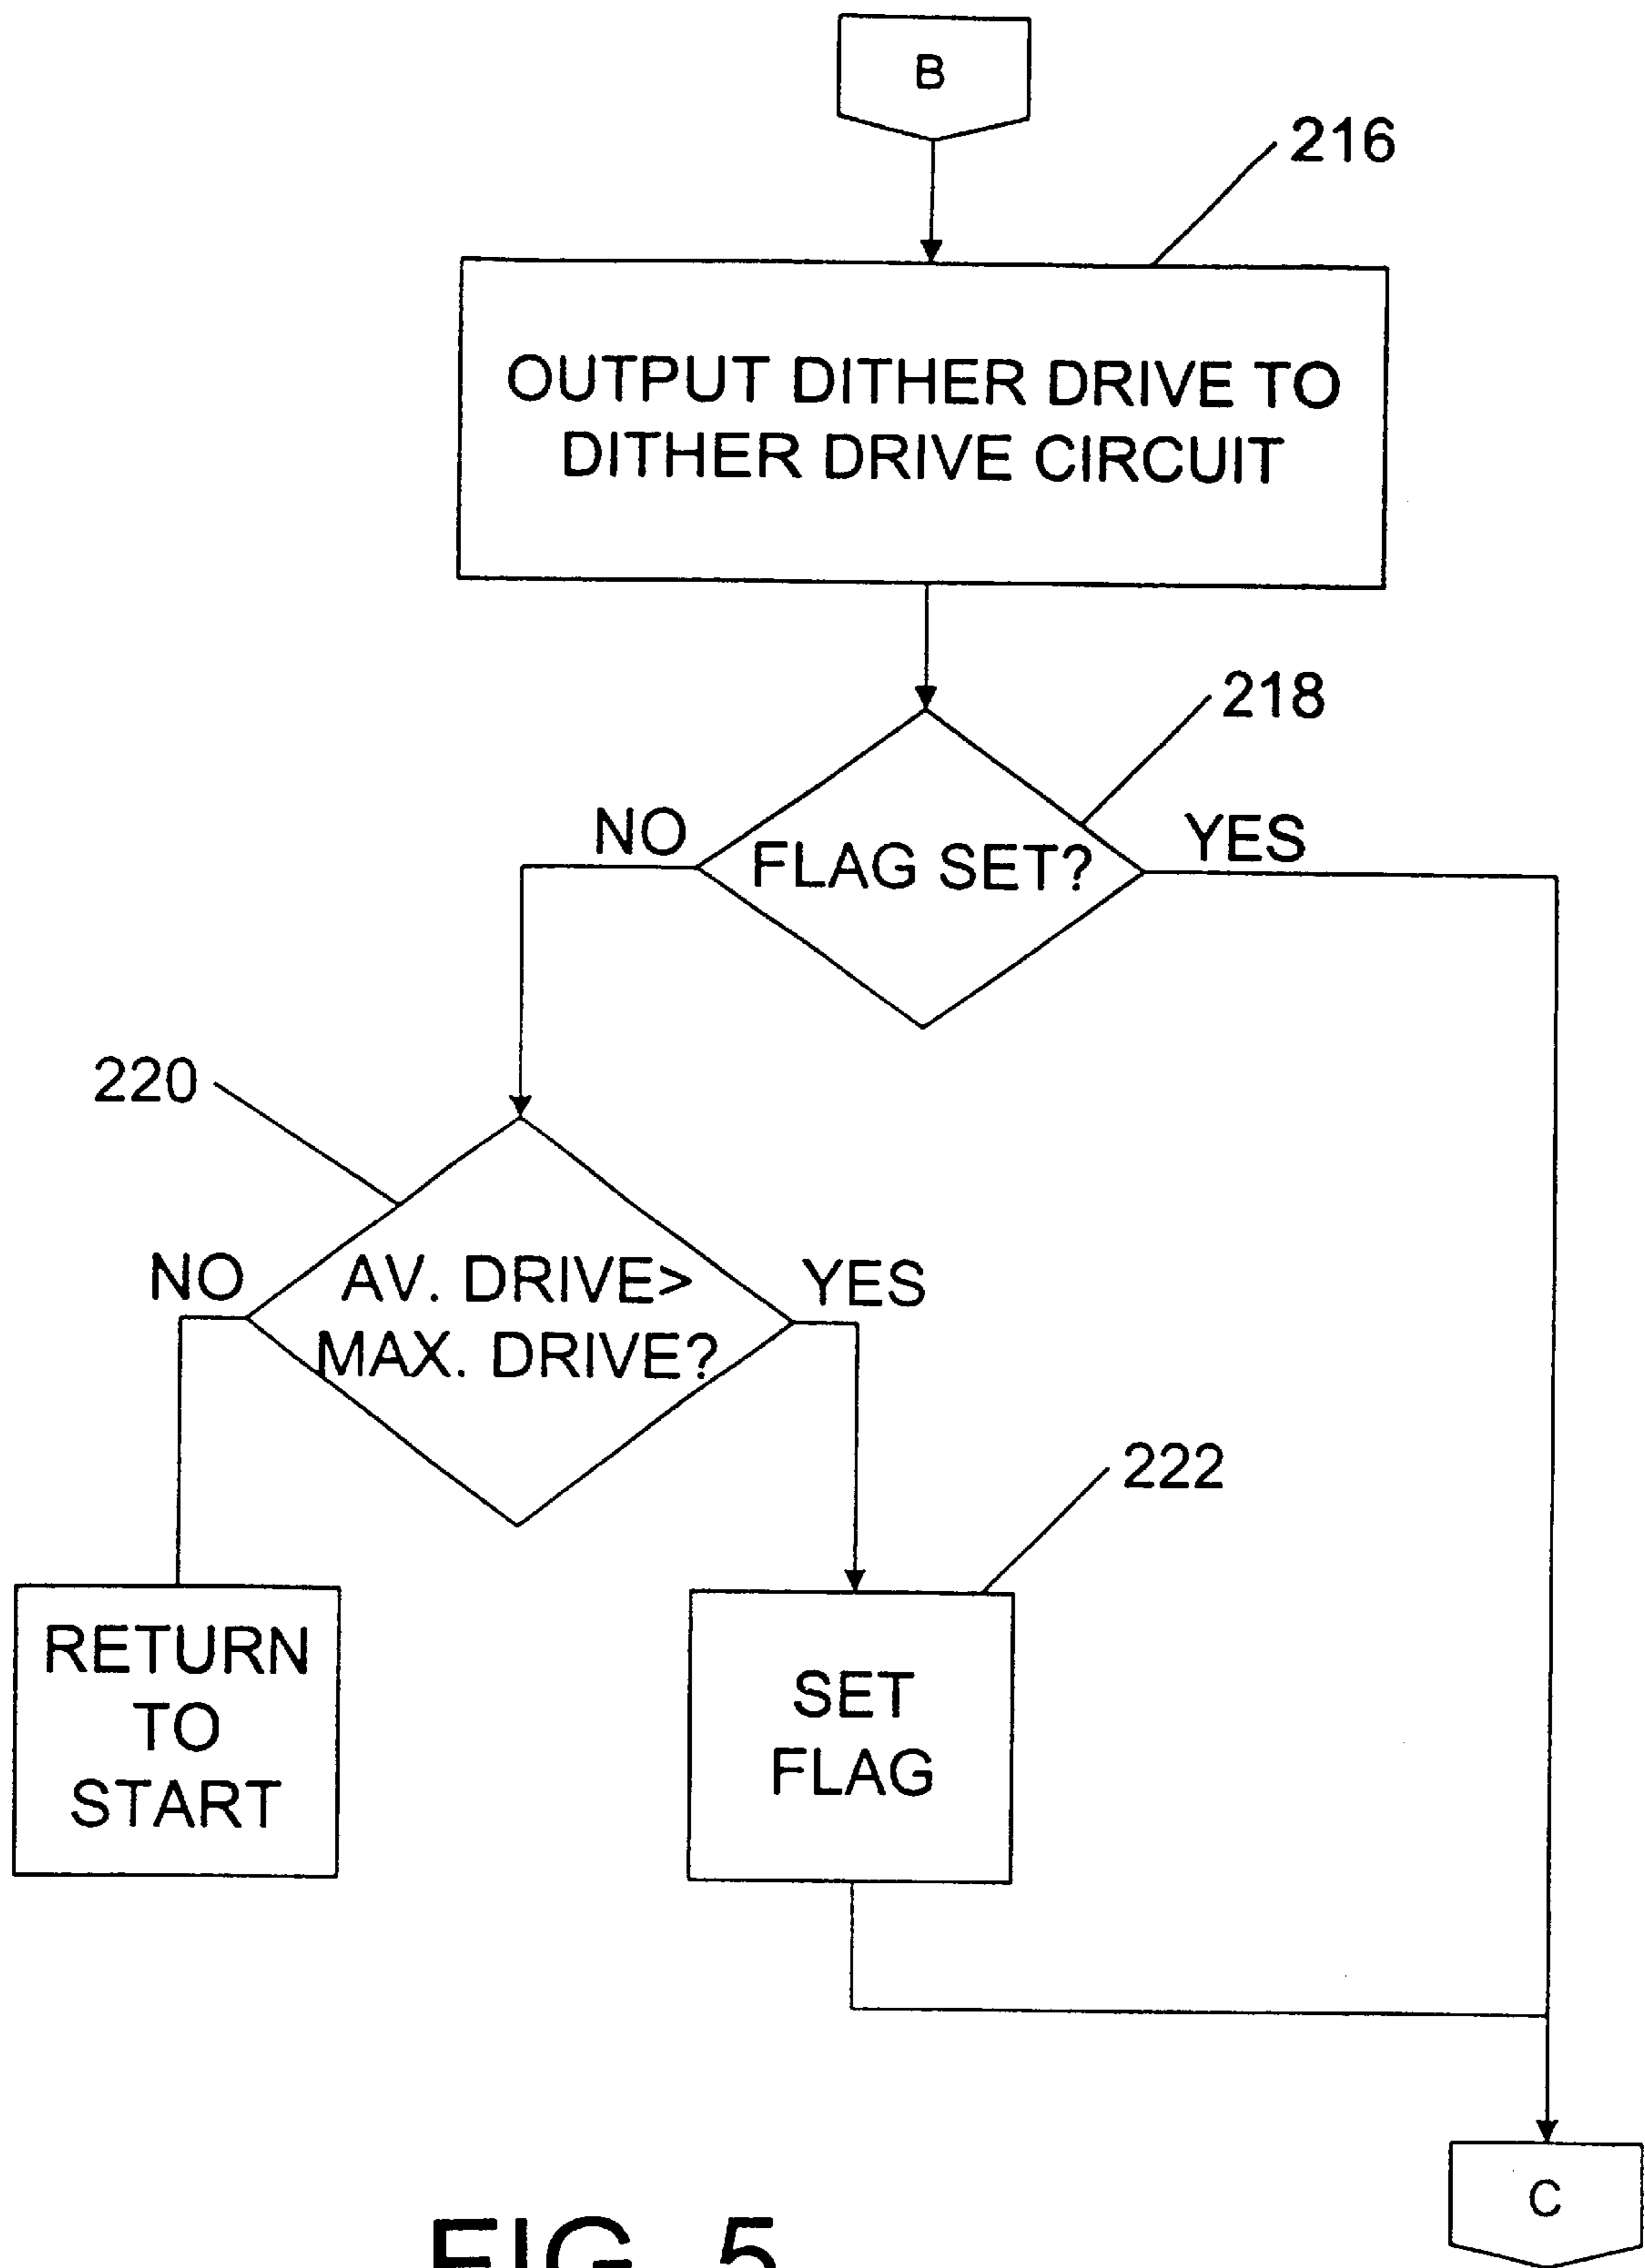 B
216
OUTPUT DITHER DRIVE TO
DITHER DRIVE CIRCUIT
218
NO
FLAG SET?
YES
220
NO
AV. DRIVE>
MAX. DRIVE?
YES
222
RETURN
TO
START
SET
FLAG
C
FIG. 5